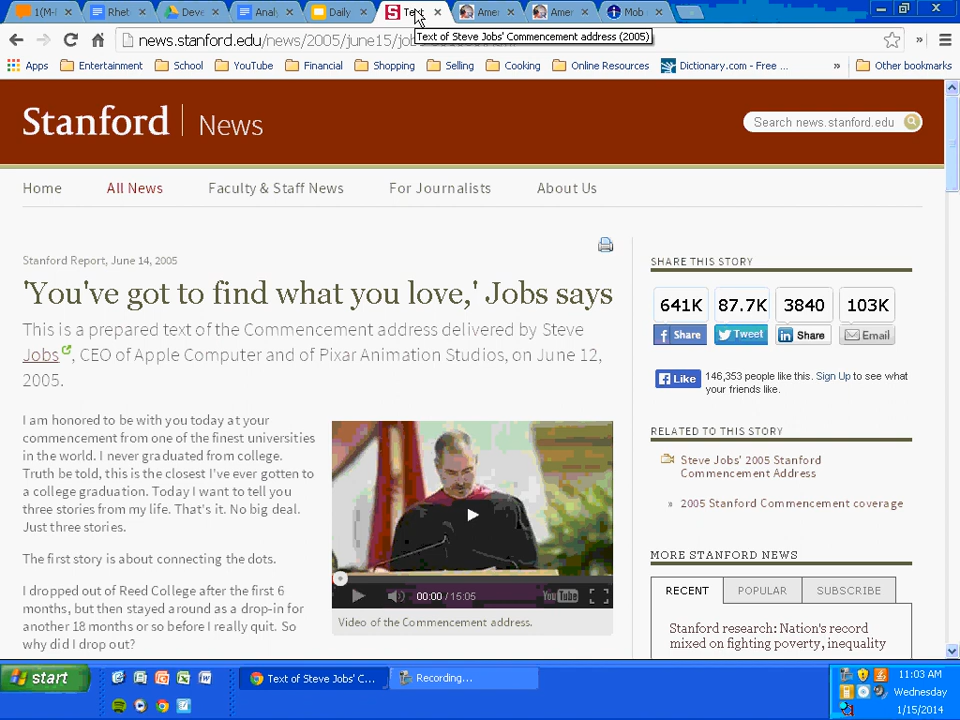 1(M-
Rhet
Deve
Analy
Daily
Text
Amer
Amer
Mob
news.stanford.edu/news/2005/june15/job
Text of Steve Jobs' Commencement address (2005)
Apps
Entertainment
School
YouTube
Financial
Shopping
Selling
Cooking
Online Resources
Dictionary.com - Free ...
»
Other bookmarks
Stanford | News
Search news.stanford.edu
Home
All News
Faculty & Staff News
For Journalists
About Us
Stanford Report, June 14, 2005
'You've got to find what you love,' Jobs says
This is a prepared text of the Commencement address delivered by Steve
Jobs, CEO of Apple Computer and of Pixar Animation Studios, on June 12,
2005.
I am honored to be with you today at your
commencement from one of the finest universities
in the world. I never graduated from college.
Truth be told, this is the closest I've ever gotten to
a college graduation. Today I want to tell you
three stories from my life. That's it. No big deal.
Just three stories.
The first story is about connecting the dots.
I dropped out of Reed College after the first 6
months, but then stayed around as a drop-in for
another 18 months or so before I really quit. So
why did I drop out?
00:00 / 15:05
YouTube
Video of the Commencement address.
SHARE THIS STORY
641K
87.7K
3840
103K
Share
Tweet
Share
Email
Like
146,353 people like this. Sign Up to see what
your friends like.
RELATED TO THIS STORY
Steve Jobs' 2005 Stanford
Commencement Address
» 2005 Stanford Commencement coverage
MORE STANFORD NEWS
RECENT
POPULAR
SUBSCRIBE
Stanford research: Nation's record
mixed on fighting poverty, inequality
start
Text of Steve Jobs' C...
Recording...
11:03 AM
Wednesday
1/15/2014